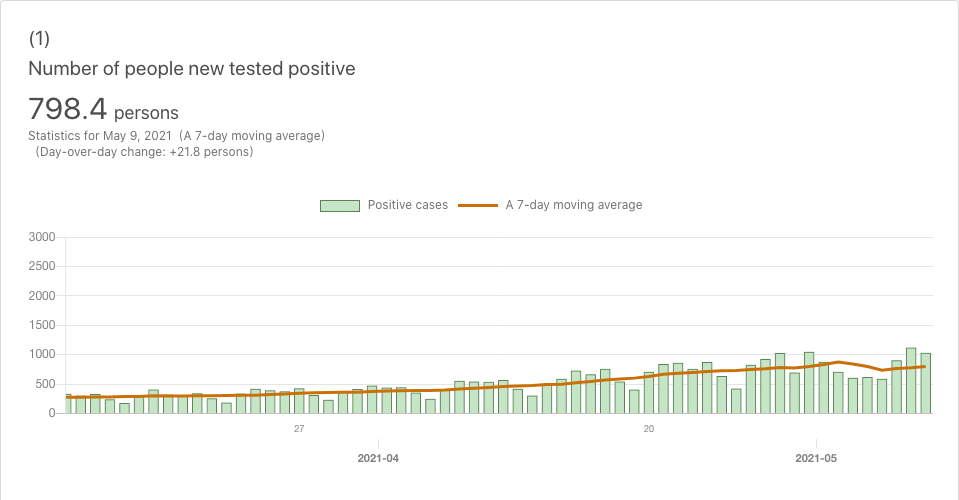 (1)
Number of people new tested positive
798.4 persons
Statistics for May 9, 2021 (A 7-day moving average)
(Day-over-day change: +21.8 persons)
Positive cases A 7-day moving average
3000
2500
2000
1500
1000
500
0
27 20
2021-04 2021-05